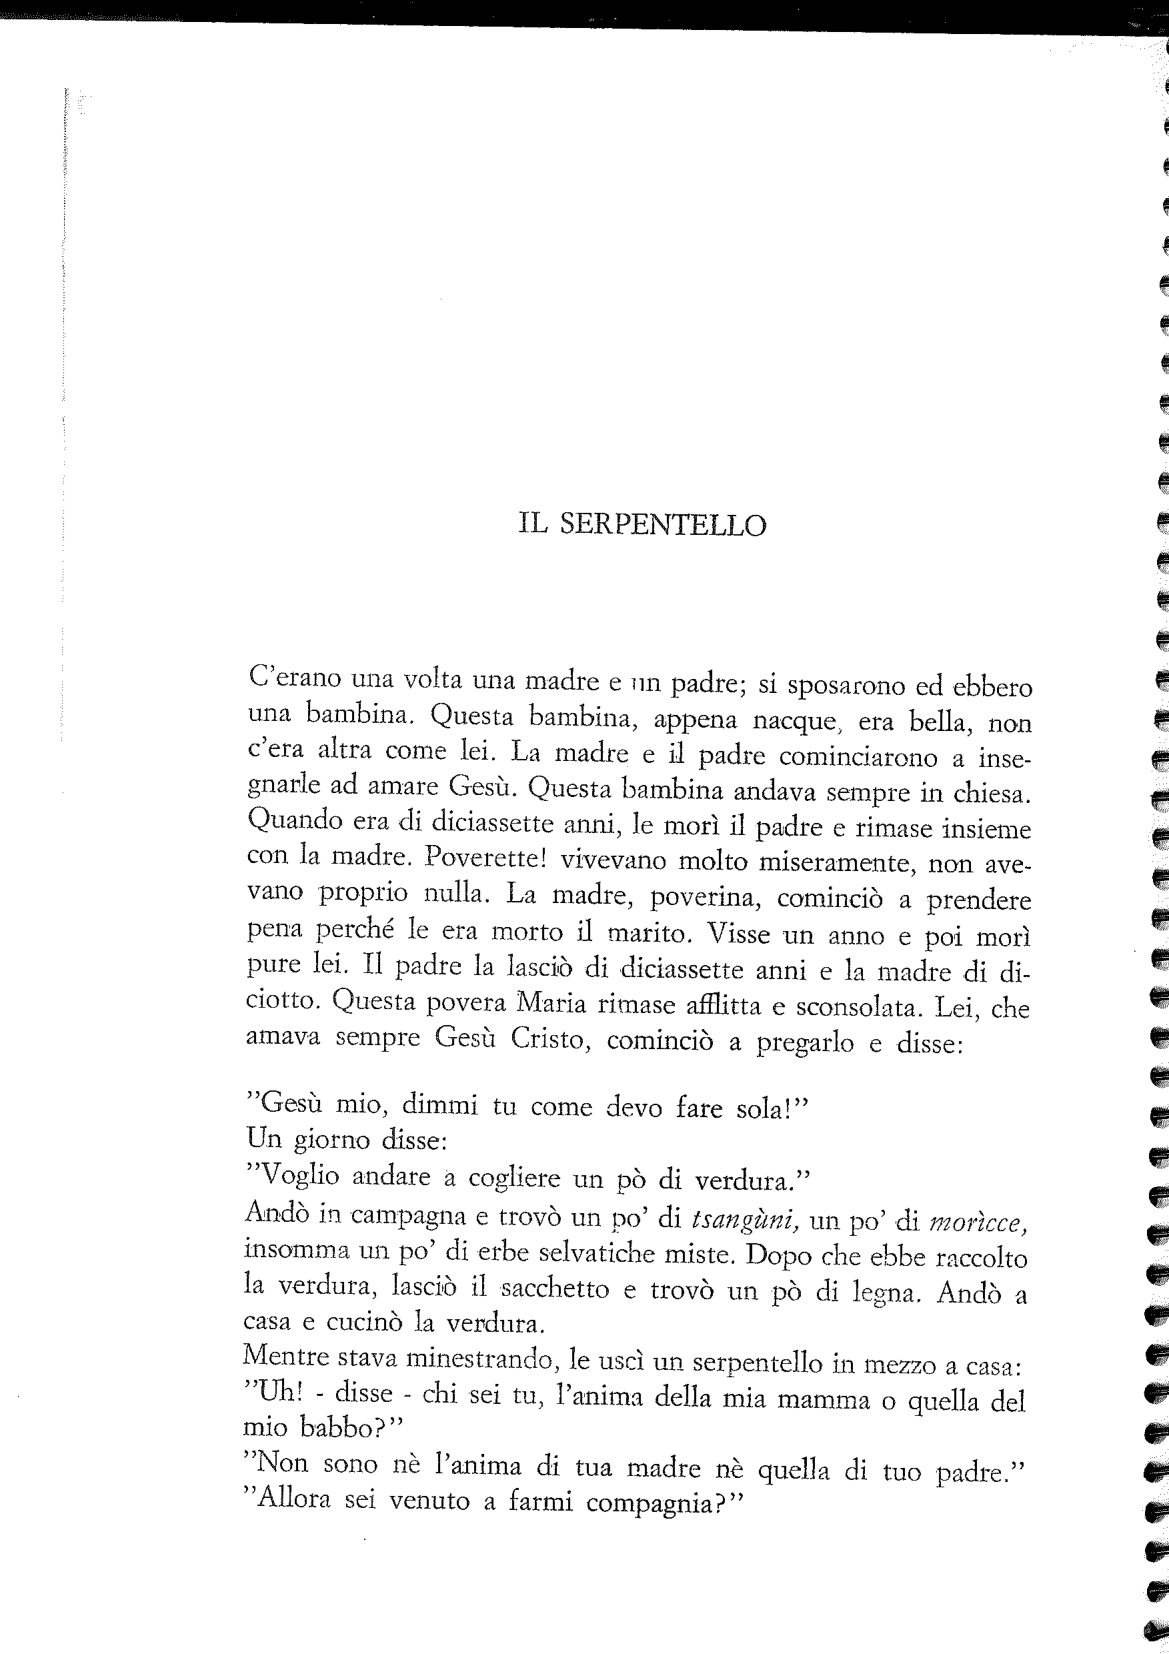 IL SERPENTELLO
C'erano una volta una madre e un padre; si sposarono ed ebbero
una bambina. Questa bambina, appena nacque, era bella, non
c'era altra come lei. La madre e il padre cominciarono a inse-
gnarle ad amare Gesù. Questa bambina andava sempre in chiesa.
Quando era di diciassette anni, le morì il padre e rimase insieme
con la madre. Poverette! vivevano molto miseramente, non ave-
vano proprio nulla. La madre, poverina, cominciò a prendere
pena perché le era morto il marito. Visse un anno e poi morì
pure lei. Il padre la lasciò di diciassette anni e la madre di di-
ciotto. Questa povera Maria rimase afflitta e sconsolata. Lei, che
amava sempre Gesù Cristo, cominciò a pregarlo e disse:
"Gesù mio, dimmi tu come devo fare sola!"
Un giorno disse:
"Voglio andare a cogliere un pò di verdura."
Andò in campagna e trovò un po' di tsangùni, un po' di morìcce,
insomma un po' di erbe selvatiche miste. Dopo che ebbe raccolto
la verdura, lasciò il sacchetto e trovò un pò di legna. Andò a
casa e cucinò la verdura.
Mentre stava minestrando, le uscì un serpentello in mezzo a casa:
"Uh! - disse - chi sei tu, l'anima della mia mamma o quella del
mio babbo?"
"Non sono nè l'anima di tua madre nè quella di tuo padre."
"Allora sei venuto a farmi compagnia?"